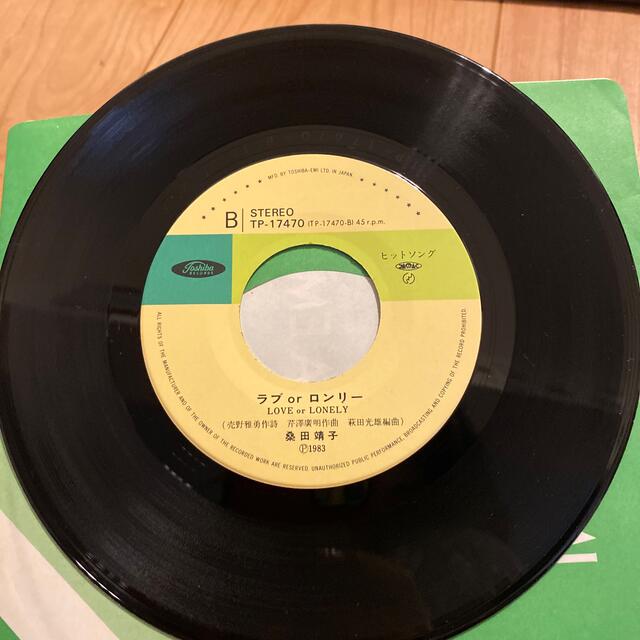 MFD. BY TOSHIBA-EMI LTD. IN JAPAN.
B STEREO
TP-17470 (TP-17470-B) 45 r.p.m.
Toshiba
RECORDS
ヒットソング
ラブ or ロンリー
LOVE or LONELY
(売野雅勇作詩 芹澤廣明作曲 萩田光雄編曲)
桑田靖子
Ⓟ1983
ALL RIGHTS OF THE MANUFACTURER AND OF THE OWNER OF THE RECORDED WORK ARE RESERVED. UNAUTHORIZED PUBLIC PERFORMANCE, BROADCASTING AND COPYING OF THE RECORD PROHIBITED.